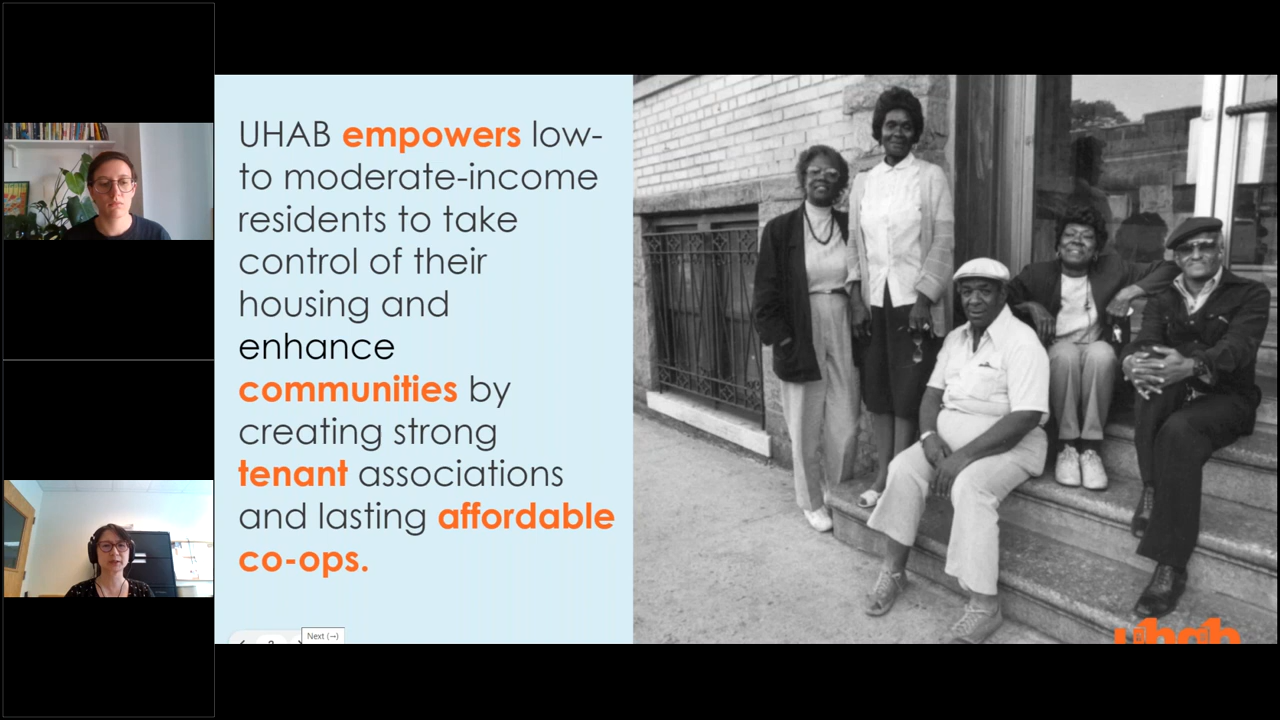 UHAB empowers low-
to moderate-income
residents to take
control of their
housing and
enhance
communities by
creating strong
tenant associations
and lasting affordable
co-ops.
Next (→)
uhab